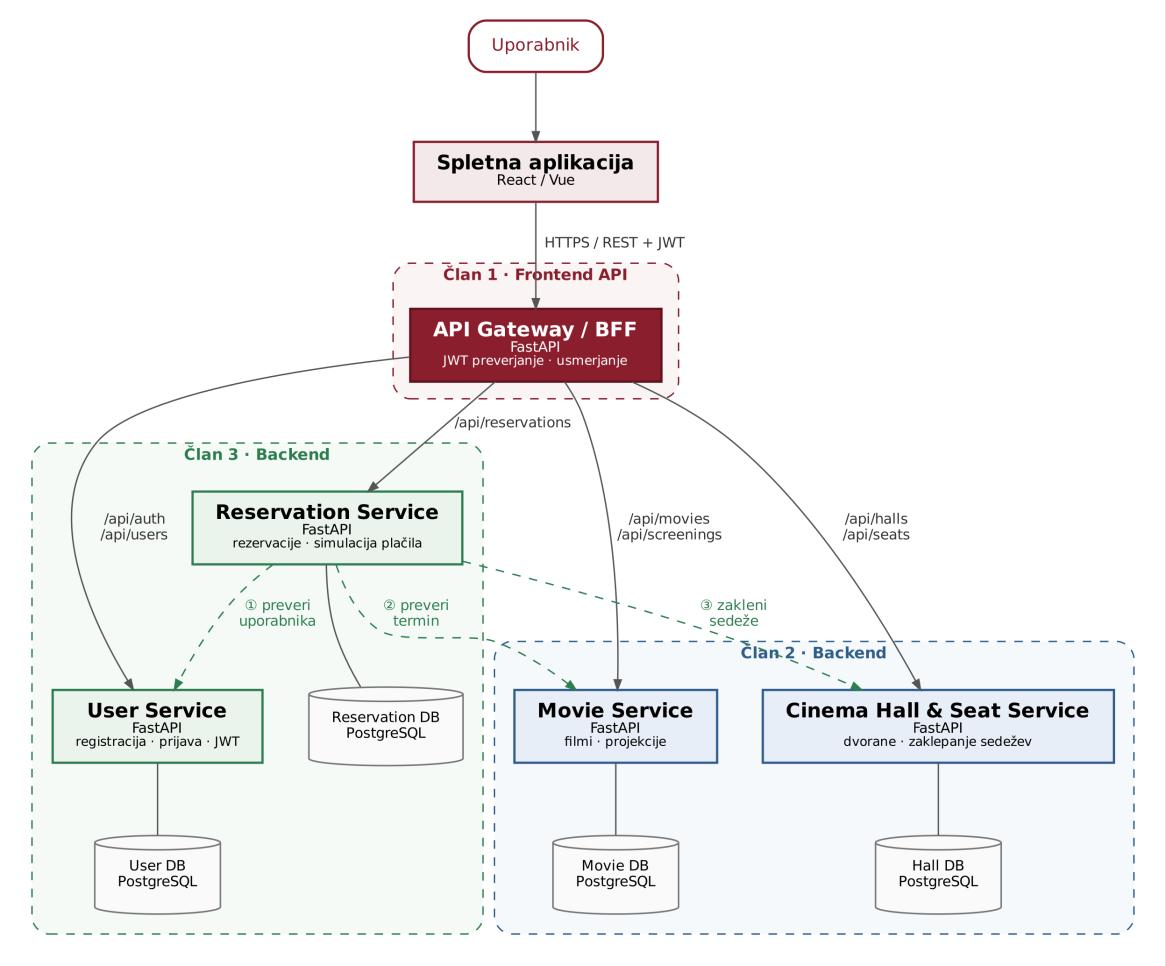 Uporabnik
Spletna aplikacija
React / Vue
HTTPS / REST + JWT
Član 1 · Frontend API
API Gateway / BFF
FastAPI
JWT preverjanje · usmerjanje
/api/reservations
Član 3 · Backend
Reservation Service
FastAPI
rezervacije · simulacija plačila
/api/auth
/api/users
/api/movies
/api/screenings
/api/halls
/api/seats
① preveri
uporabnika
② preveri
termin
③ zakleni
sedeže
Član 2 · Backend
User Service
FastAPI
registracija · prijava · JWT
Reservation DB
PostgreSQL
Movie Service
FastAPI
filmi · projekcije
Cinema Hall & Seat Service
FastAPI
dvorane · zaklepanje sedežev
User DB
PostgreSQL
Movie DB
PostgreSQL
Hall DB
PostgreSQL